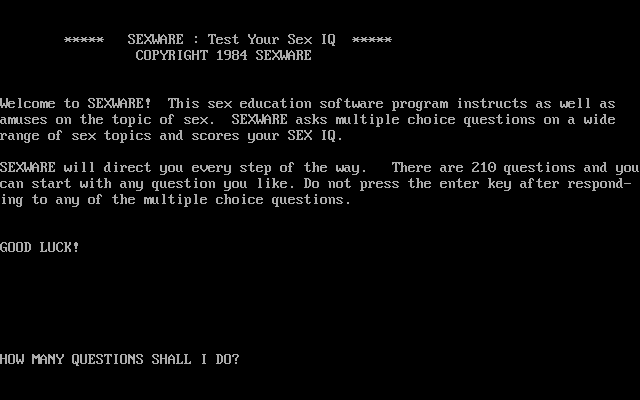 ***** SEXWARE : Test Your Sex IQ *****
COPYRIGHT 1984 SEXWARE
Welcome to SEXWARE! This sex education software program instructs as well as
amuses on the topic of sex. SEXWARE asks multiple choice questions on a wide
range of sex topics and scores your SEX IQ.
SEXWARE will direct you every step of the way. There are 210 questions and you
can start with any question you like. Do not press the enter key after respond-
ing to any of the multiple choice questions.
GOOD LUCK!
HOW MANY QUESTIONS SHALL I DO?